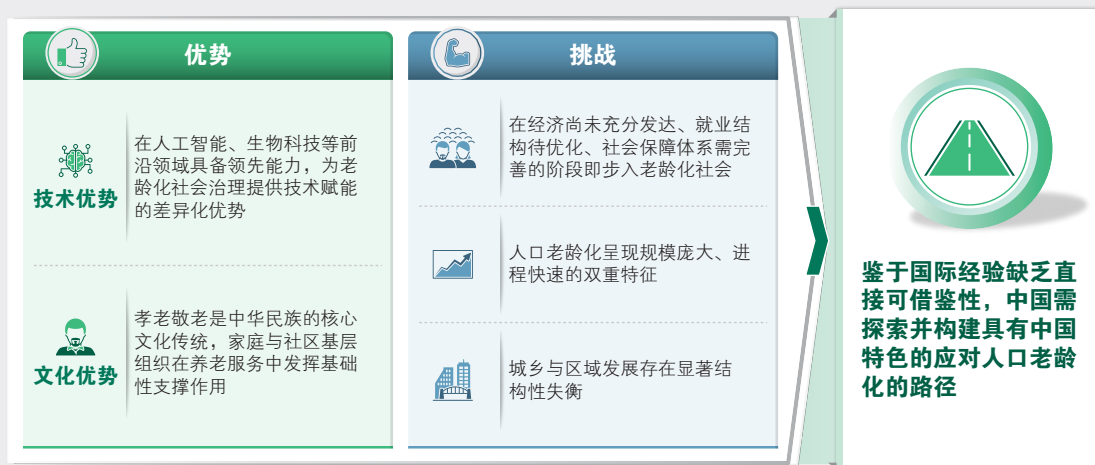 优势
技术优势
在人工智能、生物科技等前
沿领域具备领先能力，为老
龄化社会治理提供技术赋能
的差异化优势
文化优势
孝老敬老是中华民族的核心
文化传统，家庭与社区基层
组织在养老服务中发挥基础
性支撑作用
挑战
在经济尚未充分发达、就业结
构待优化、社会保障体系需完
善的阶段即步入老龄化社会
人口老龄化呈现规模庞大、进
程快速的双重特征
城乡与区域发展存在显著结
构性失衡
鉴于国际经验缺乏直
接可借鉴性，中国需
探索并构建具有中国
特色的应对人口老龄
化的路径